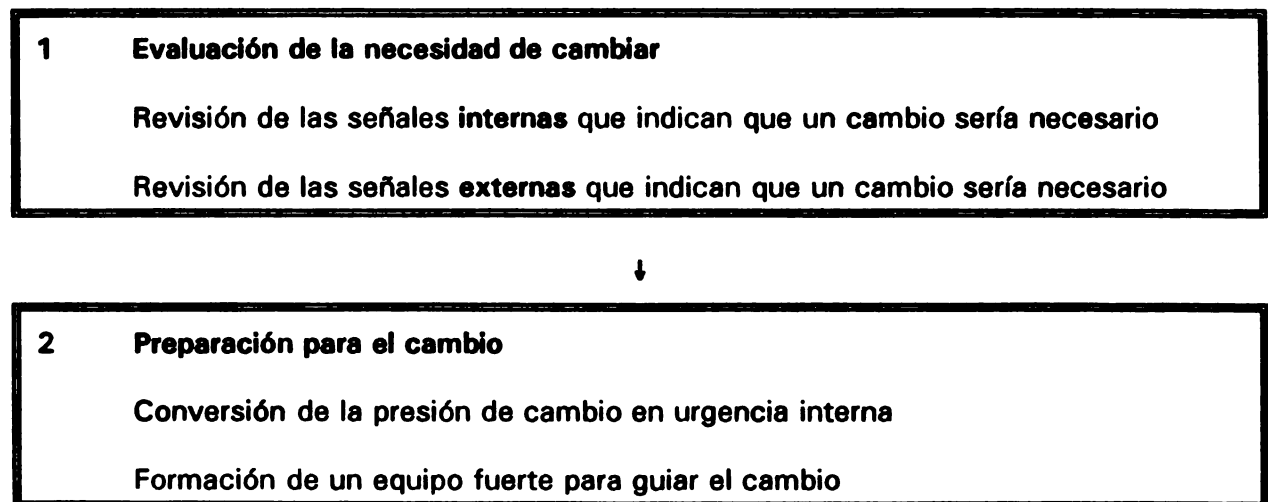 1 Evaluación de la necesidad de cambiar
Revisión de las señales internas que indican que un cambio sería necesario
Revisión de las señales externas que indican que un cambio sería necesario
2 Preparación para el cambio
Conversión de la presión de cambio en urgencia interna
Formación de un equipo fuerte para guiar el cambio